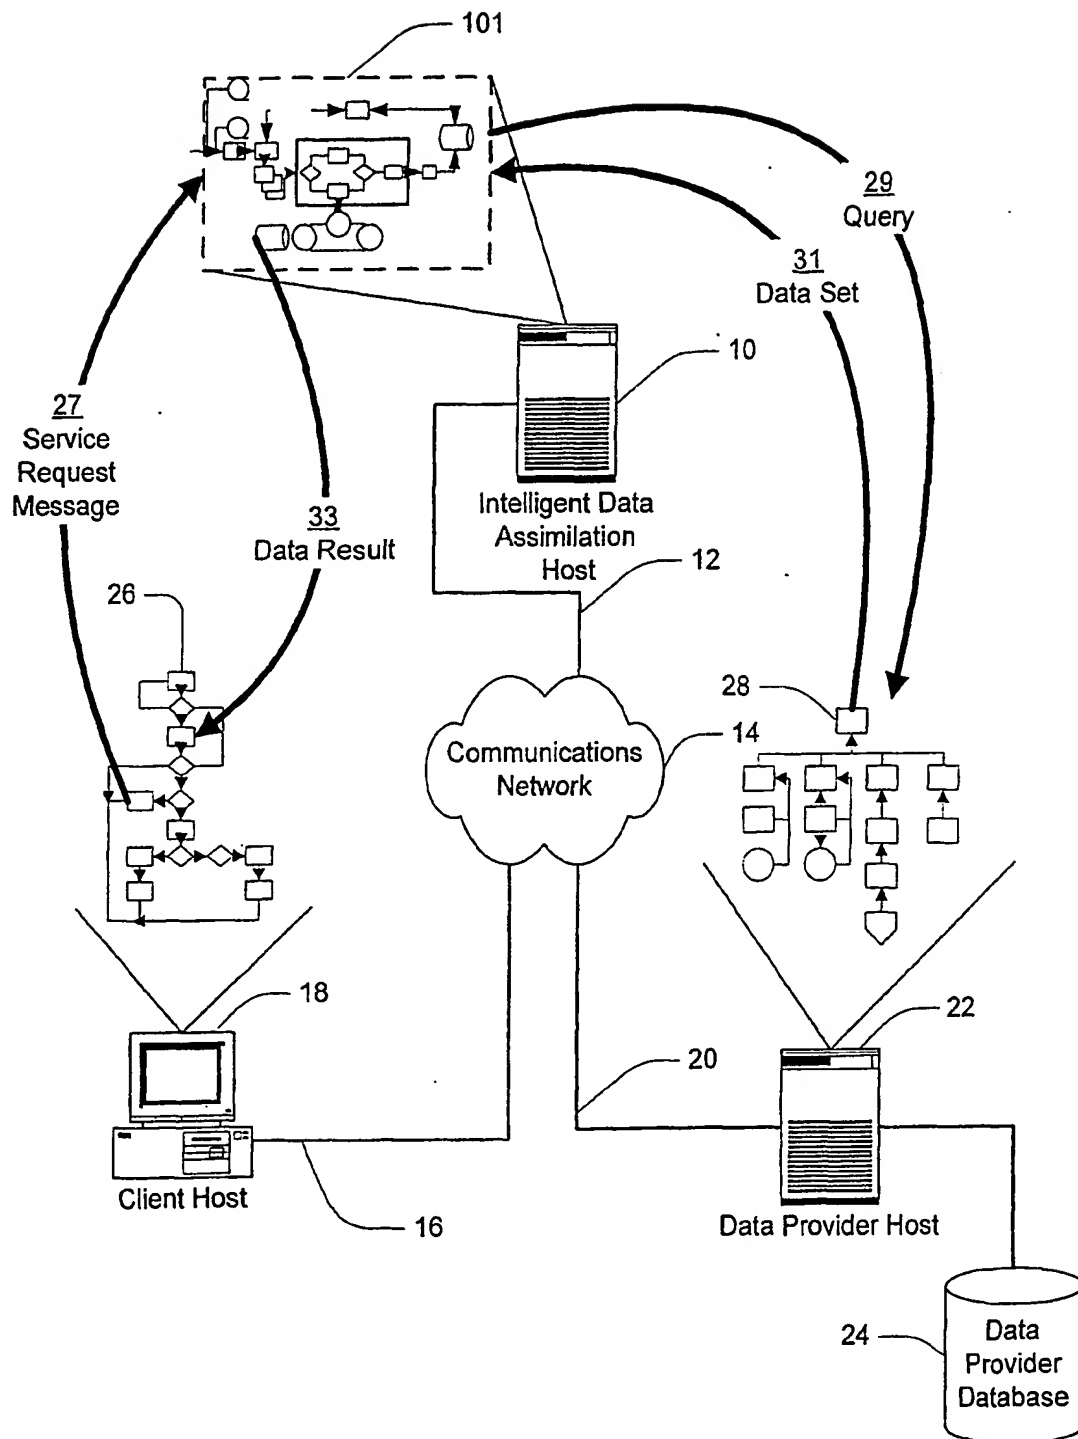 101
29
Query
31
Data Set
10
27
Service
Request
Message
33
Data Result
Intelligent Data
Assimilation
Host
12
26
28
14
Communications
Network
18
22
20
Client Host
16
Data Provider Host
24
Data
Provider
Database